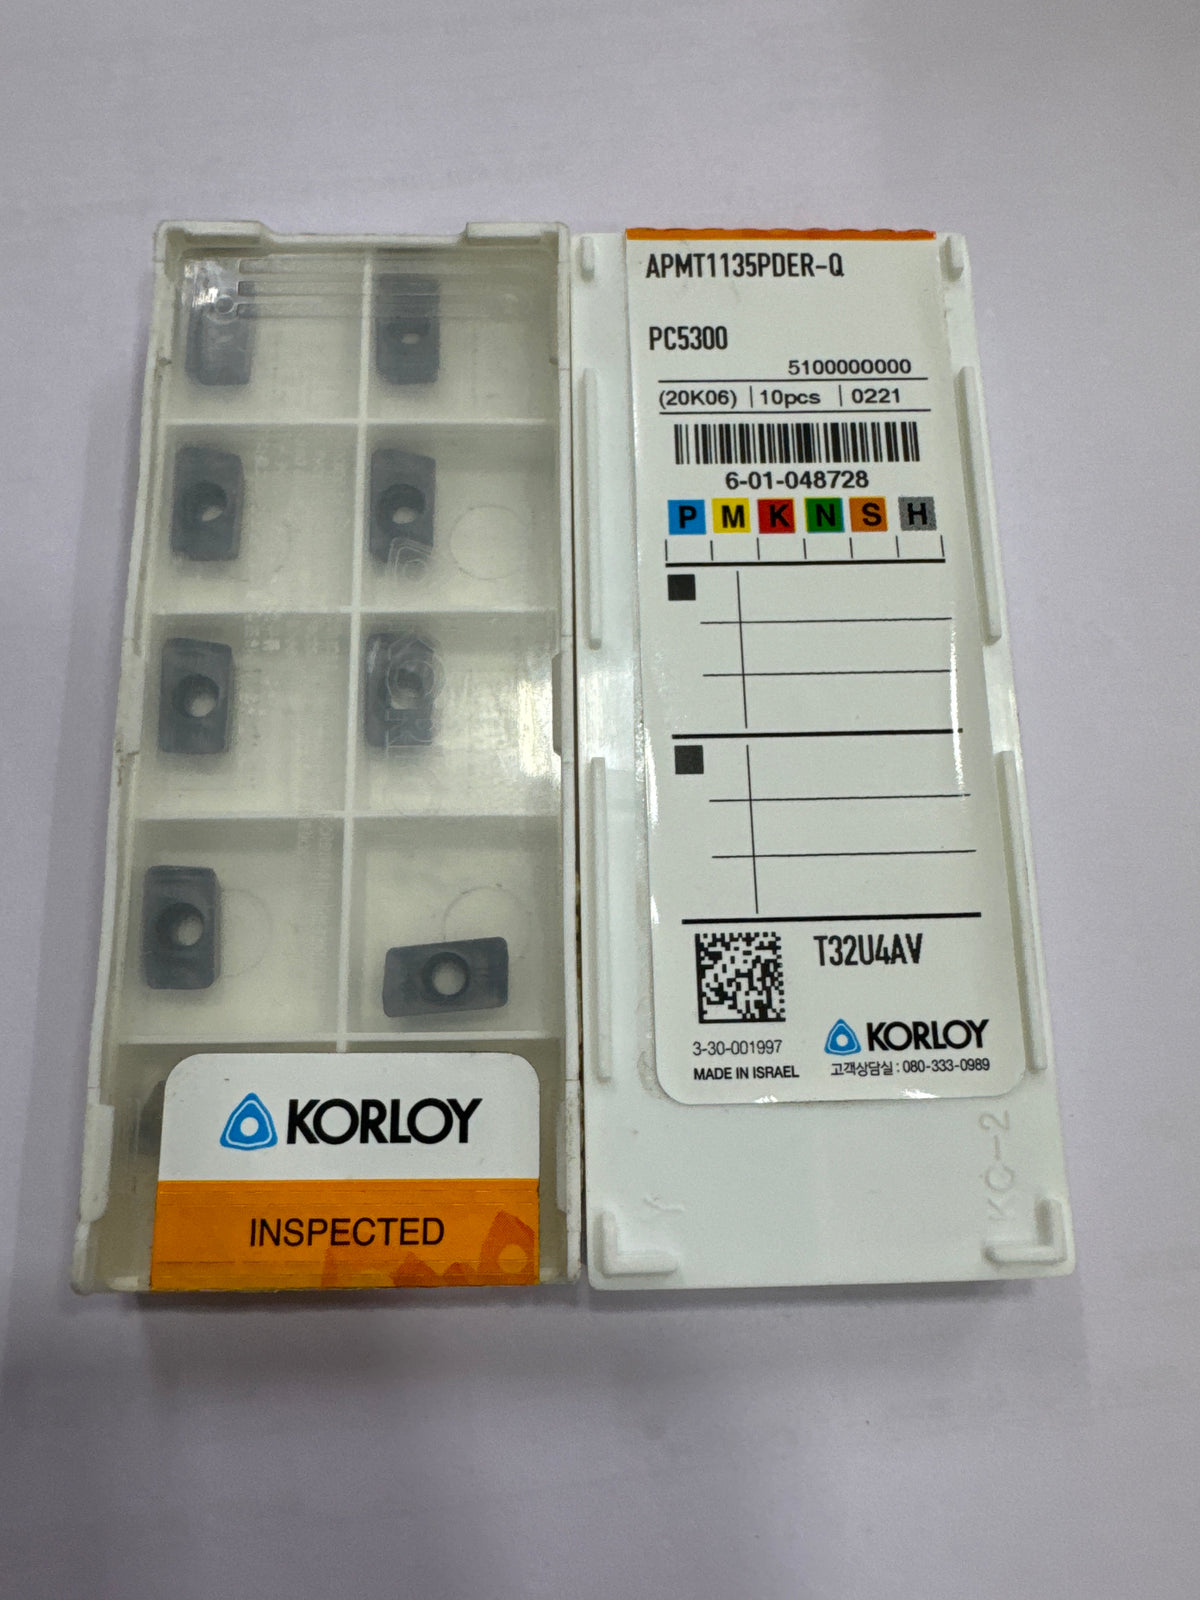 KORLOY
INSPECTED
APMT1135PDER-Q
PC5300
5100000000
(20K06) | 10pcs | 0221
6-01-048728
P M K N S H
T32U4AV
3-30-001997
MADE IN ISRAEL
KORLOY
고객상담실 : 080-333-0989
KO-2